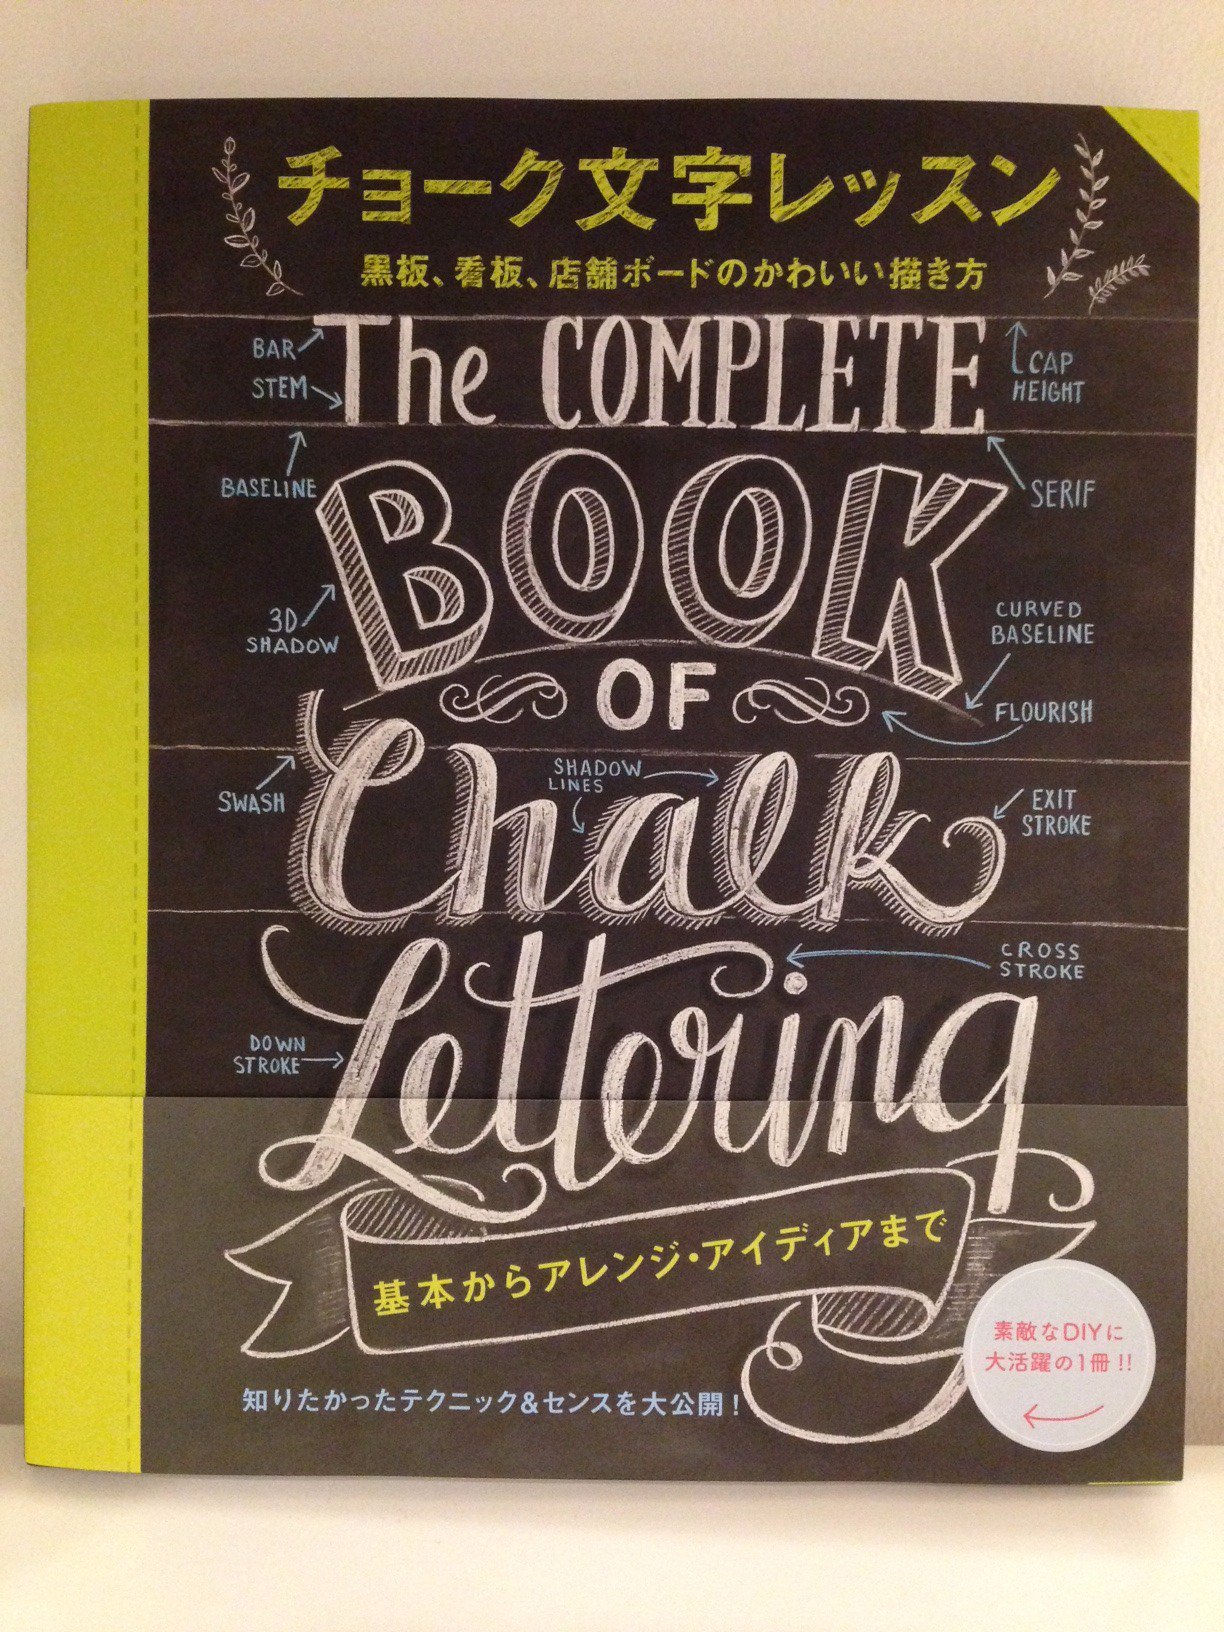 チョーク文字レッスン
黒板、看板、店舗ボードのかわいい描き方
The COMPLETE
BAR
STEM
CAP
HEIGHT
BASELINE
SERIF
BOOK
3D
SHADOW
CURVED
BASELINE
OF
FLOURISH
Chalk
SHADOW
LINES
SWASH
EXIT
STROKE
Lettering
CROSS
STROKE
DOWN
STROKE
基本からアレンジ・アイディアまで
素敵なDIYに
大活躍の1冊!!
知りたかったテクニック&センスを大公開!